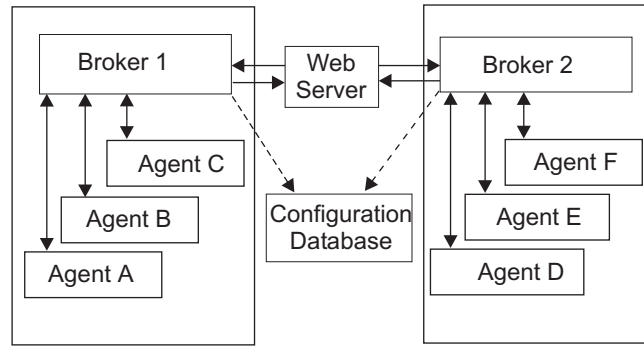 Broker 1
Web
Server
Broker 2
Agent C
Agent B
Agent A
Configuration
Database
Agent F
Agent E
Agent D